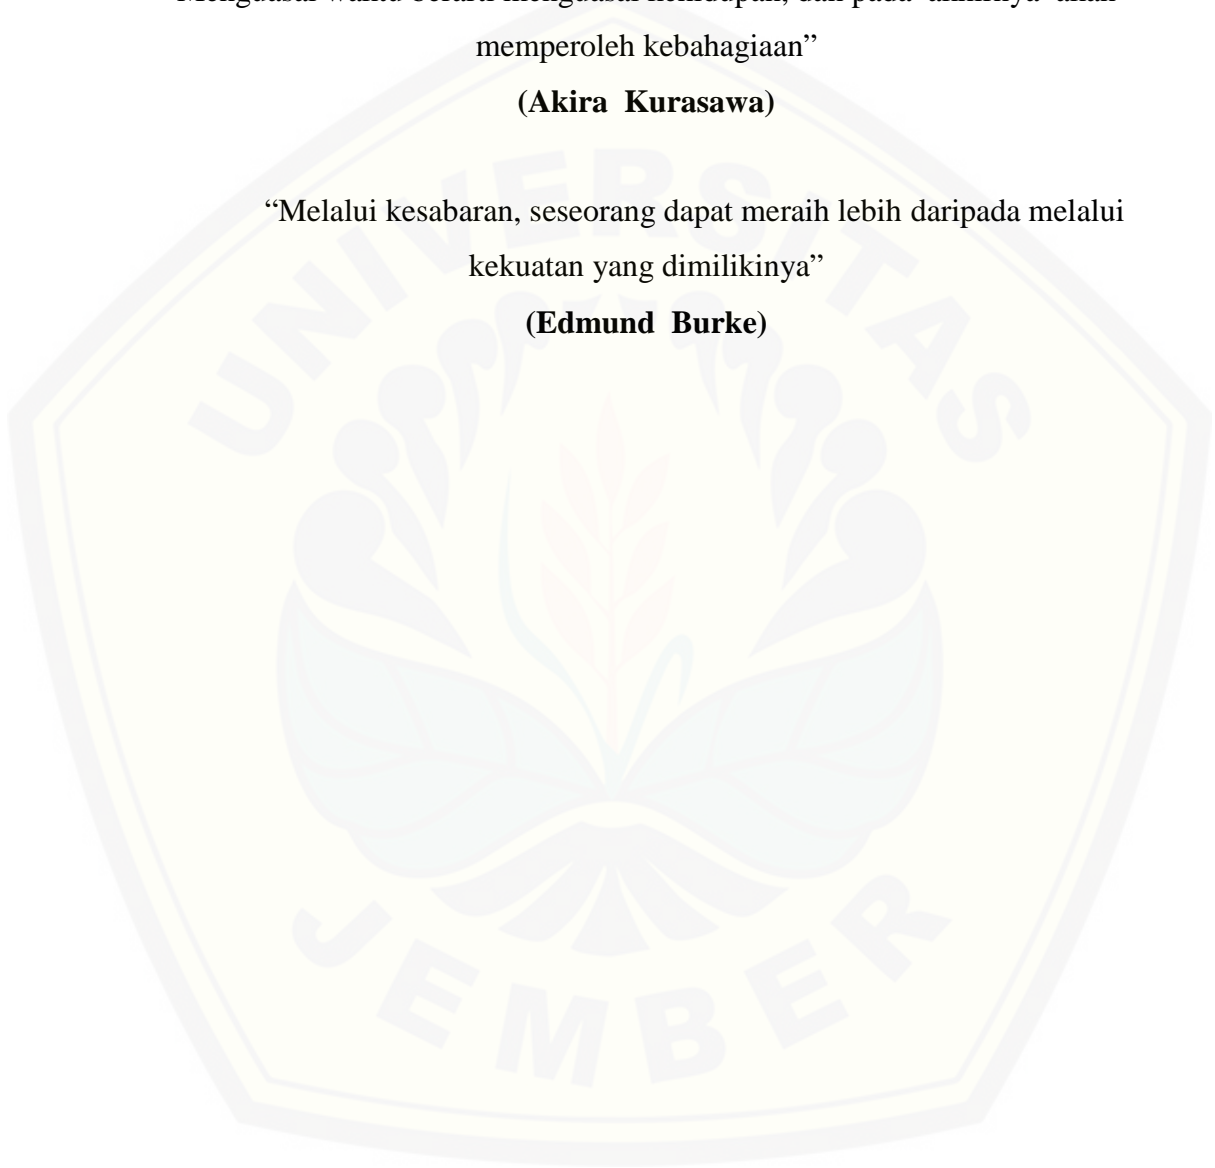 memperoleh kebahagiaan”
(Akira Kurasawa)
“Melalui kesabaran, seseorang dapat meraih lebih daripada melalui
kekuatan yang dimilikinya”
(Edmund Burke)
UNIVERSITAS
JEMBER